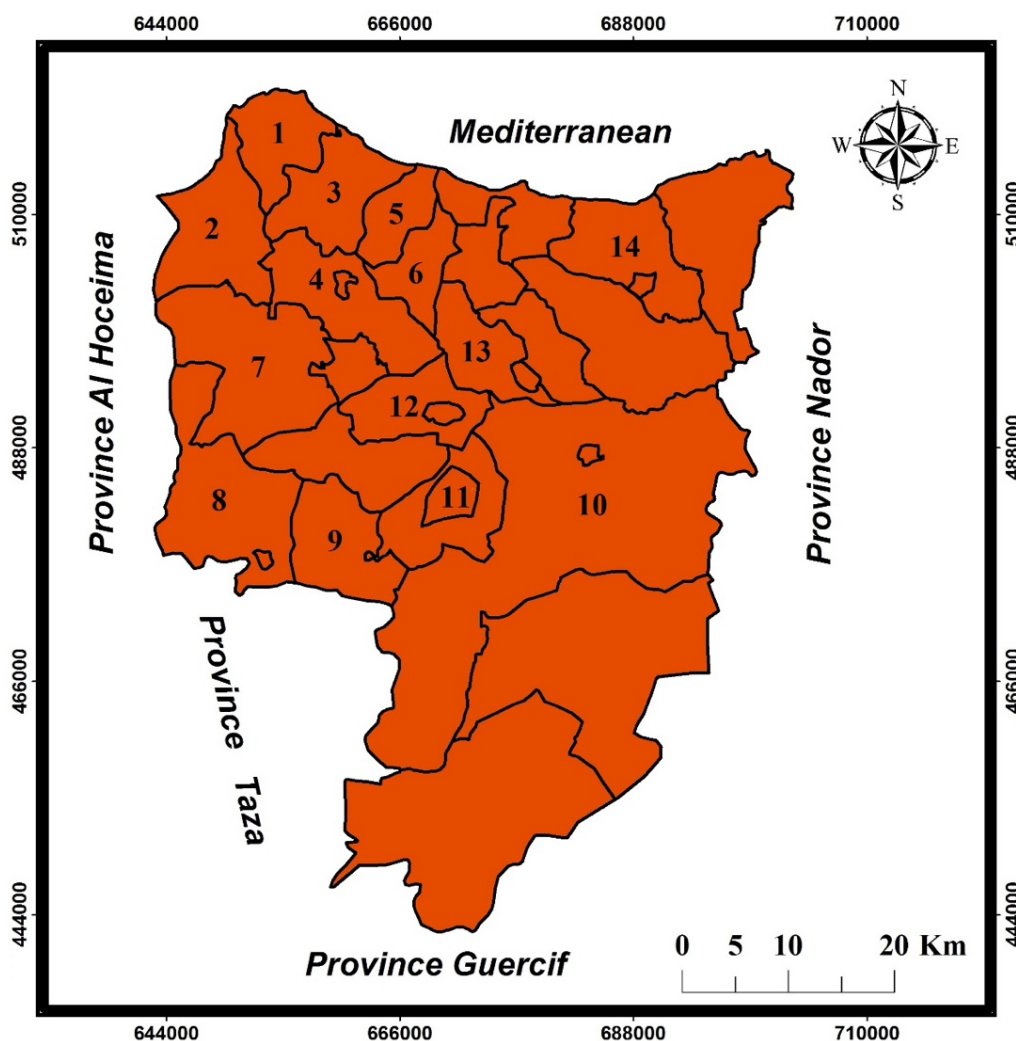 644000 666000 688000 710000
Mediterranean
N
W E
S
1
3
5
2
14
6
4
13
7
12
8
11
10
9
510000
488000
466000
444000
510000
488000
466000
444000
Province Al Hoceima
Province Nador
Province Taza
Province Guercif
0 5 10 20 Km
644000 666000 688000 710000